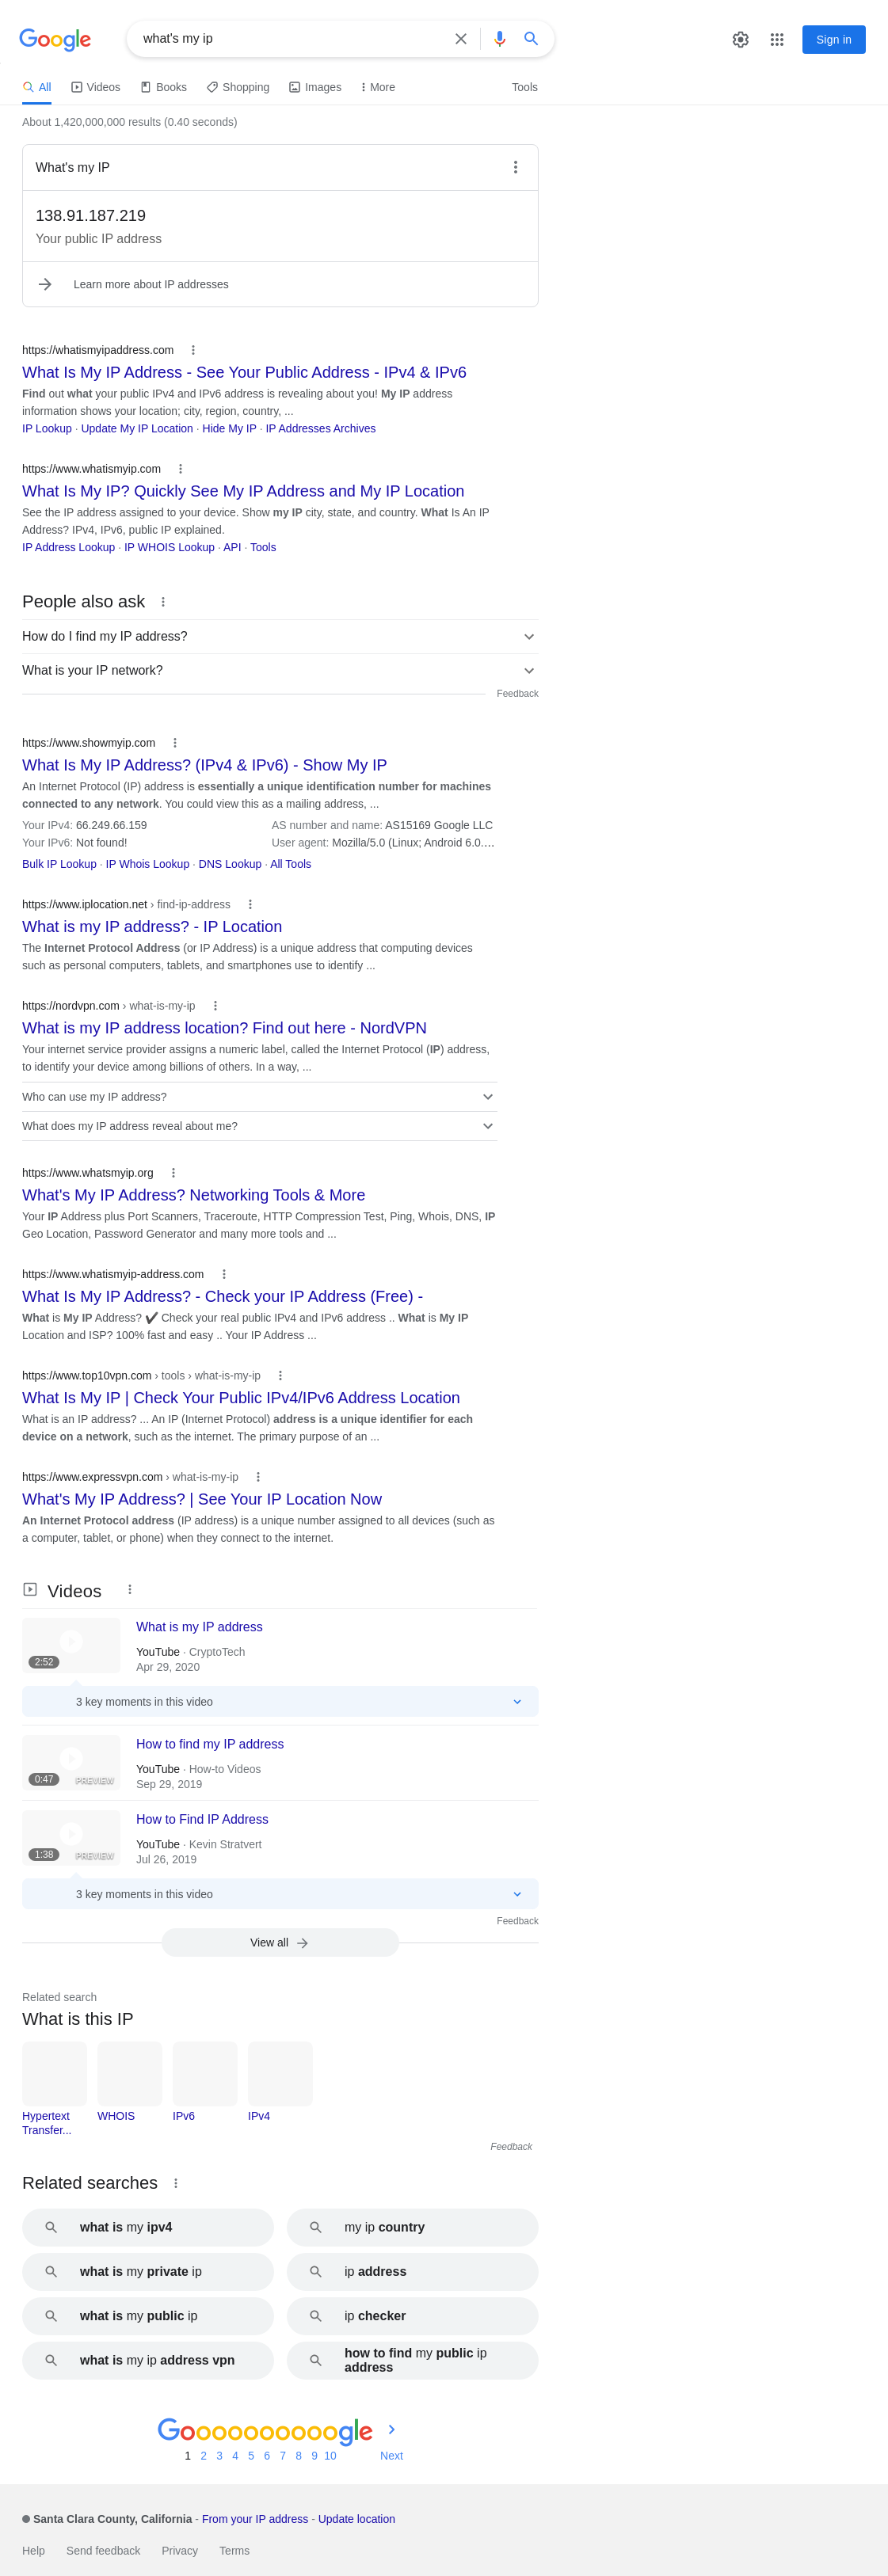 Google
what's my ip
Sign in
All
Videos
Books
Shopping
Images
More
Tools
About 1,420,000,000 results (0.40 seconds)
What's my IP
138.91.187.219
Your public IP address
Learn more about IP addresses
https://whatismyipaddress.com
What Is My IP Address - See Your Public Address - IPv4 & IPv6
Find out what your public IPv4 and IPv6 address is revealing about you! My IP address
information shows your location; city, region, country, ...
IP Lookup · Update My IP Location · Hide My IP · IP Addresses Archives
https://www.whatismyip.com
What Is My IP? Quickly See My IP Address and My IP Location
See the IP address assigned to your device. Show my IP city, state, and country. What Is An IP
Address? IPv4, IPv6, public IP explained.
IP Address Lookup · IP WHOIS Lookup · API · Tools
People also ask
How do I find my IP address?
What is your IP network?
Feedback
https://www.showmyip.com
What Is My IP Address? (IPv4 & IPv6) - Show My IP
An Internet Protocol (IP) address is essentially a unique identification number for machines
connected to any network. You could view this as a mailing address, ...
Your IPv4: 66.249.66.159
AS number and name: AS15169 Google LLC
Your IPv6: Not found!
User agent: Mozilla/5.0 (Linux; Android 6.0.…
Bulk IP Lookup · IP Whois Lookup · DNS Lookup · All Tools
https://www.iplocation.net › find-ip-address
What is my IP address? - IP Location
The Internet Protocol Address (or IP Address) is a unique address that computing devices
such as personal computers, tablets, and smartphones use to identify ...
https://nordvpn.com › what-is-my-ip
What is my IP address location? Find out here - NordVPN
Your internet service provider assigns a numeric label, called the Internet Protocol (IP) address,
to identify your device among billions of others. In a way, ...
Who can use my IP address?
What does my IP address reveal about me?
https://www.whatsmyip.org
What's My IP Address? Networking Tools & More
Your IP Address plus Port Scanners, Traceroute, HTTP Compression Test, Ping, Whois, DNS, IP
Geo Location, Password Generator and many more tools and ...
https://www.whatismyip-address.com
What Is My IP Address? - Check your IP Address (Free) -
What is My IP Address? ✔️ Check your real public IPv4 and IPv6 address .. What is My IP
Location and ISP? 100% fast and easy .. Your IP Address ...
https://www.top10vpn.com › tools › what-is-my-ip
What Is My IP | Check Your Public IPv4/IPv6 Address Location
What is an IP address? ... An IP (Internet Protocol) address is a unique identifier for each
device on a network, such as the internet. The primary purpose of an ...
https://www.expressvpn.com › what-is-my-ip
What's My IP Address? | See Your IP Location Now
An Internet Protocol address (IP address) is a unique number assigned to all devices (such as
a computer, tablet, or phone) when they connect to the internet.
Videos
What is my IP address
2:52
YouTube · CryptoTech
Apr 29, 2020
3 key moments in this video
How to find my IP address
0:47
PREVIEW
YouTube · How-to Videos
Sep 29, 2019
How to Find IP Address
1:38
PREVIEW
YouTube · Kevin Stratvert
Jul 26, 2019
3 key moments in this video
Feedback
View all
Related search
What is this IP
Hypertext
Transfer...
WHOIS
IPv6
IPv4
Feedback
Related searches
what is my ipv4
my ip country
what is my private ip
ip address
what is my public ip
ip checker
what is my ip address vpn
how to find my public ip
address
Goooooooooogle
1 2 3 4 5 6 7 8 9 10 Next
Santa Clara County, California - From your IP address - Update location
Help
Send feedback
Privacy
Terms